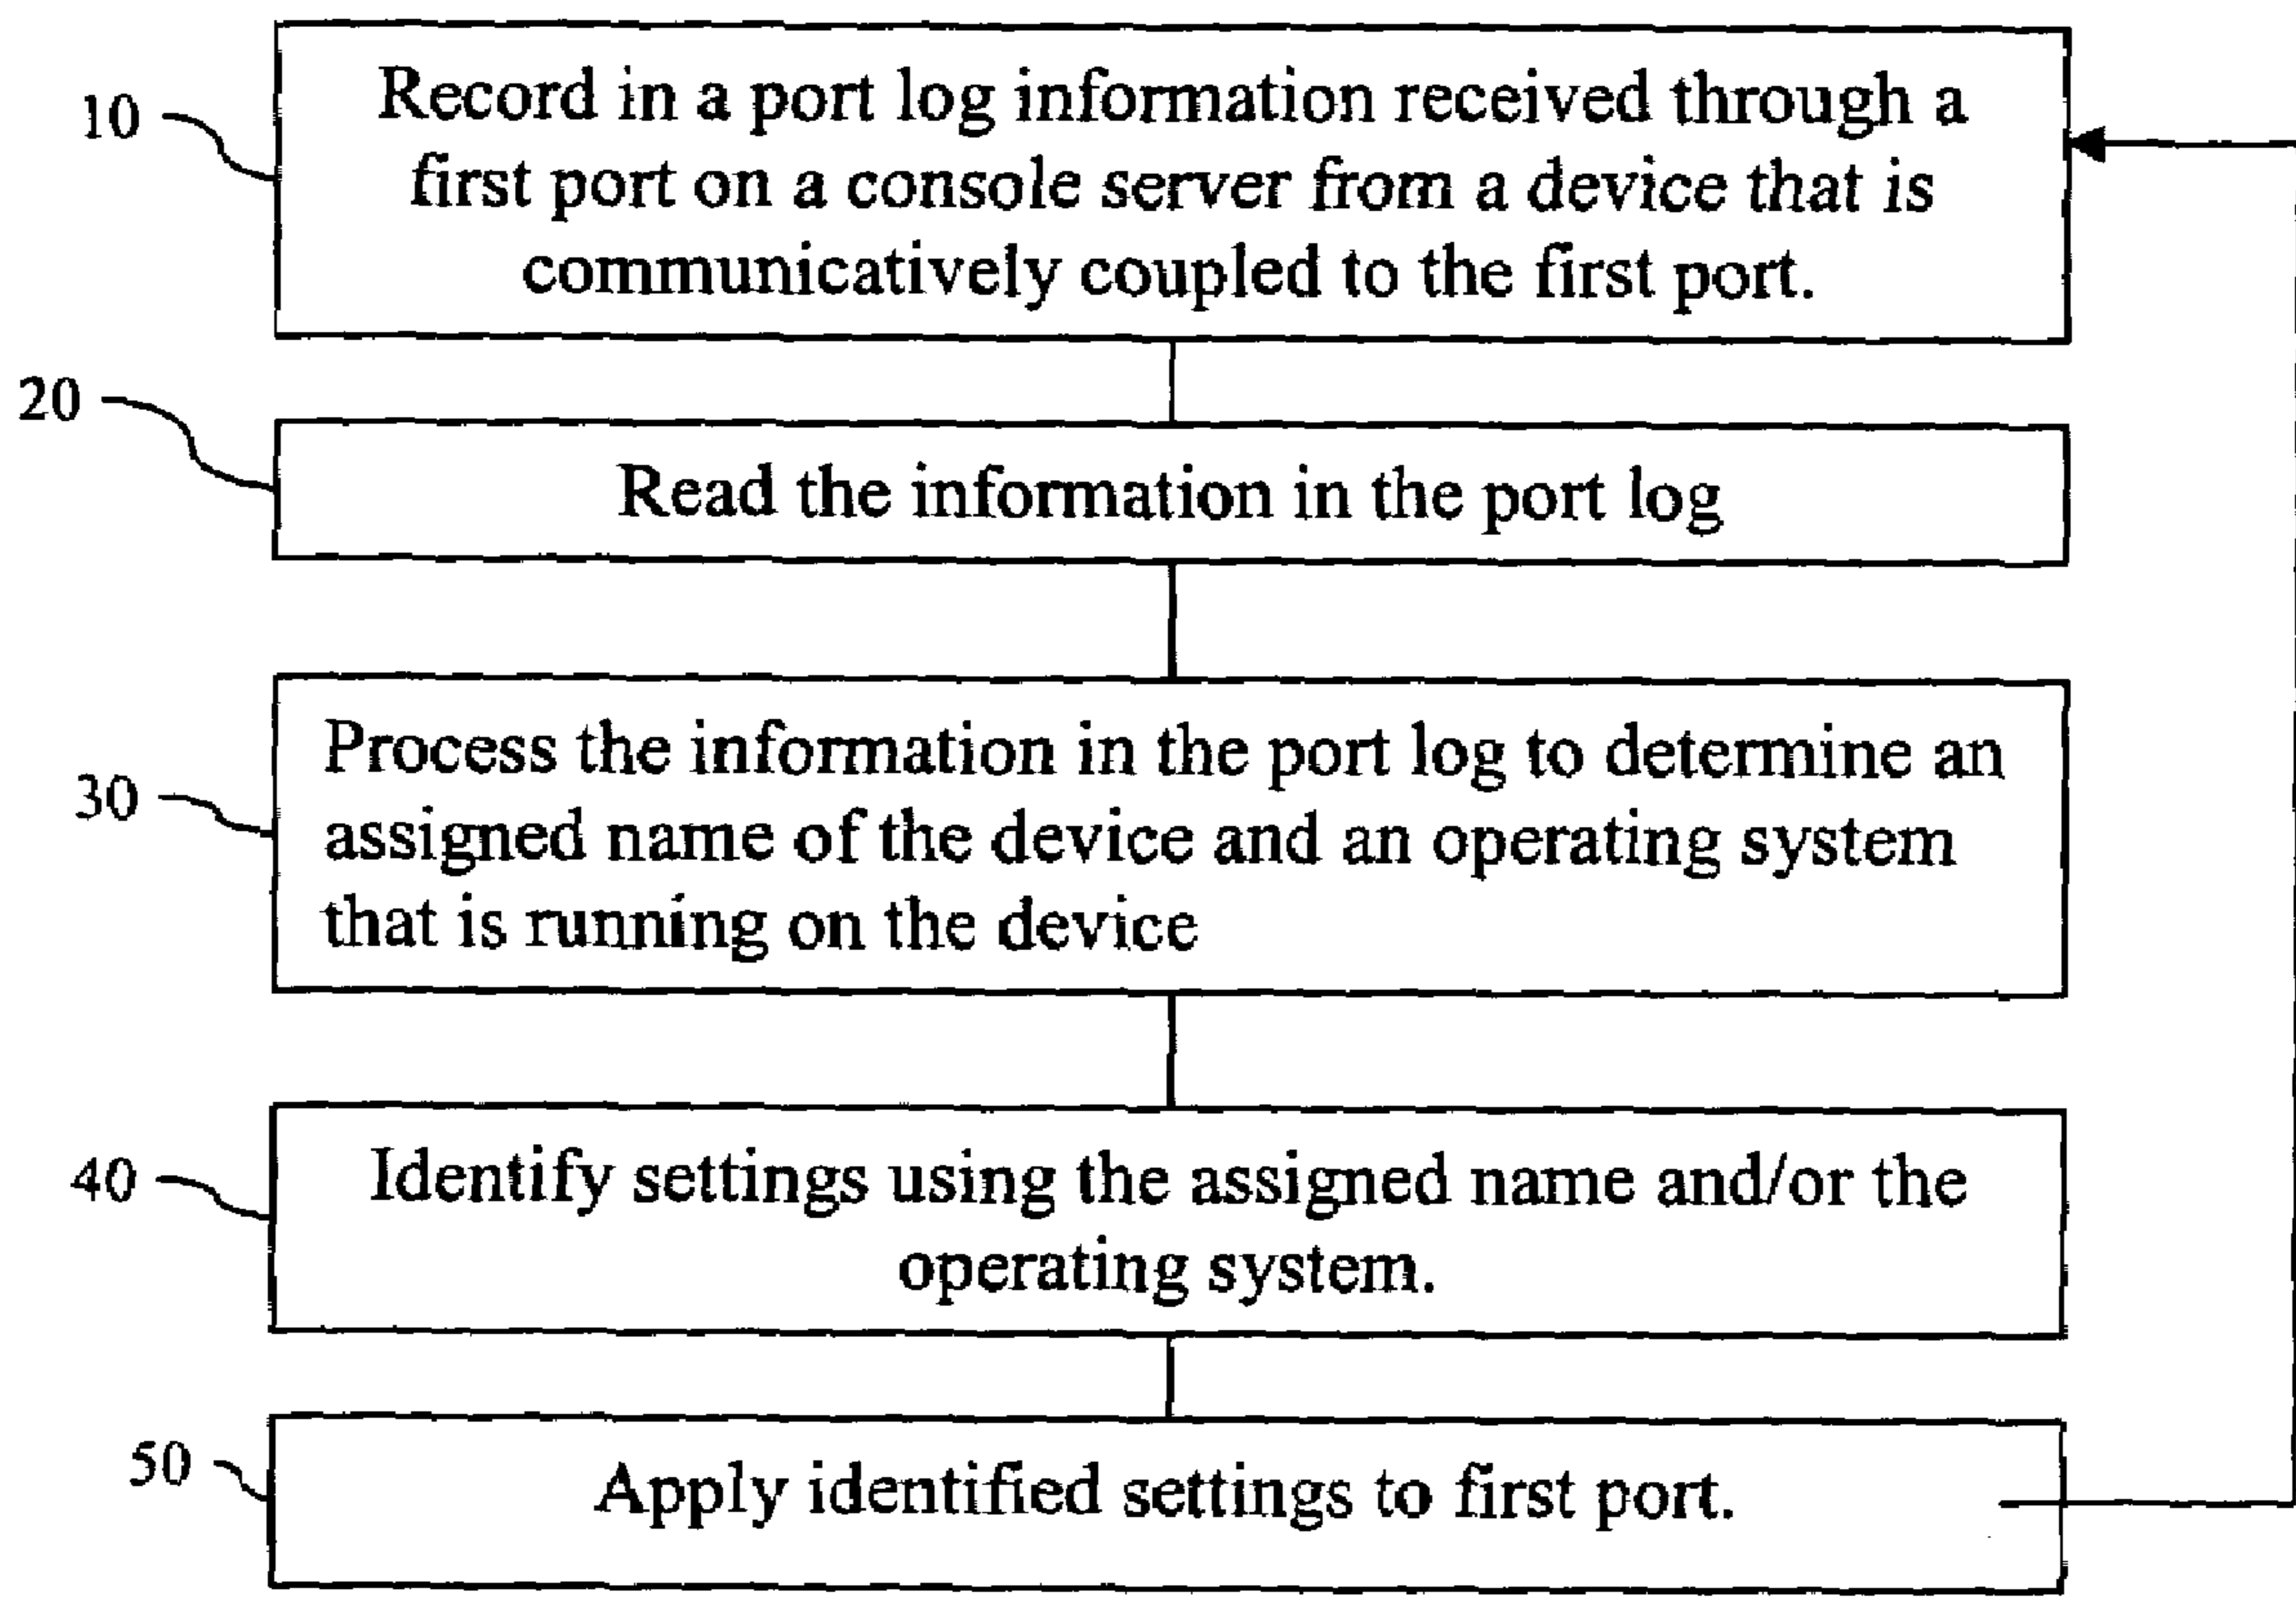 10
Record in a port log information received through a
first port on a console server from a device that is
communicatively coupled to the first port.
20
Read the information in the port log
30
Process the information in the port log to determine an
assigned name of the device and an operating system
that is running on the device
40
Identify settings using the assigned name and/or the
operating system.
50
Apply identified settings to first port.